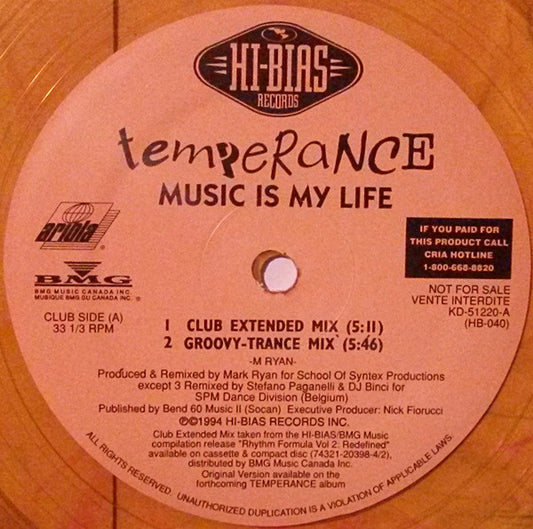 HI-BIAS
RECORDS
temPeRaNCE
MUSIC IS MY LIFE
ariola
BMG
BMG MUSIC CANADA INC.
MUSIQUE BMG DU CANADA INC.
CLUB SIDE (A)
33 1/3 RPM
IF YOU PAID FOR
THIS PRODUCT CALL
CRIA HOTLINE
1-800-668-8820
NOT FOR SALE
VENTE INTERDITE
KD-51220-A
(HB-040)
1 CLUB EXTENDED MIX (5:11)
2 GROOVY-TRANCE MIX (5:46)
-M RYAN-
Produced & Remixed by Mark Ryan for School Of Syntex Productions
except 3 Remixed by Stefano Paganelli & DJ Binci for
SPM Dance Division (Belgium)
Published by Bend 60 Music II (Socan) Executive Producer: Nick Fiorucci
℗©1994 HI-BIAS RECORDS INC.
Club Extended Mix taken from the HI-BIAS/BMG Music
compilation release "Rhythm Formula Vol 2: Redefined"
available on cassette & compact disc (74321-20398-4/2),
distributed by BMG Music Canada Inc.
Original Version available on the
forthcoming TEMPERANCE album
ALL RIGHTS RESERVED. UNAUTHORIZED DUPLICATION IS A VIOLATION OF APPLICABLE LAWS.